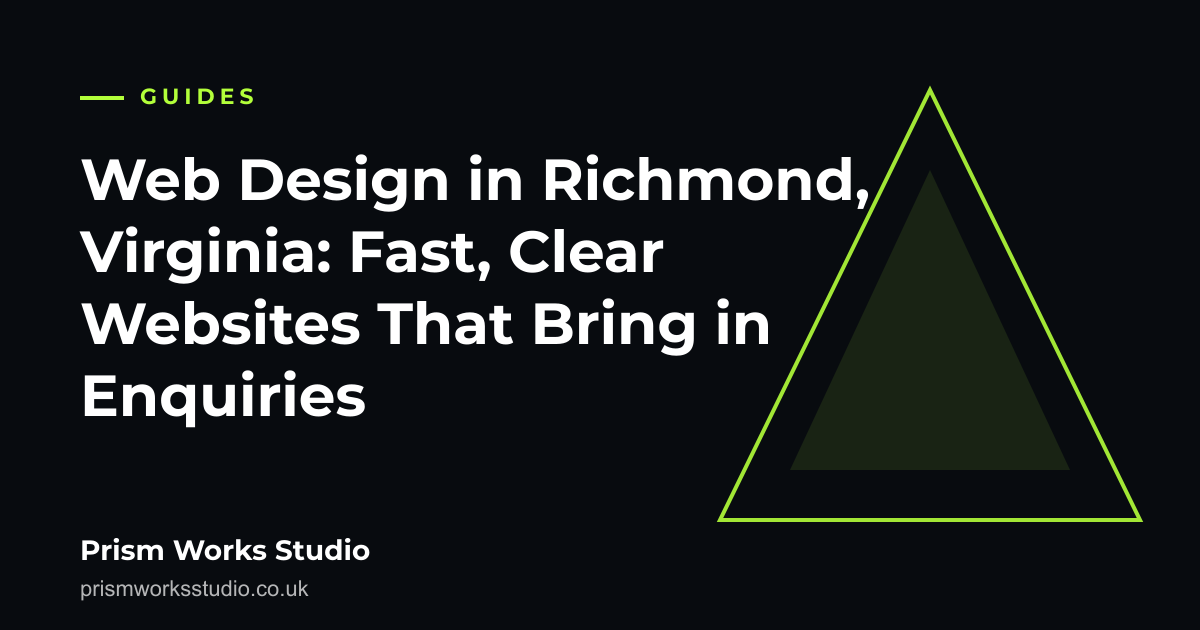 GUIDES
Web Design in Richmond,
Virginia: Fast, Clear
Websites That Bring in
Enquiries
Prism Works Studio
prismworksstudio.co.uk